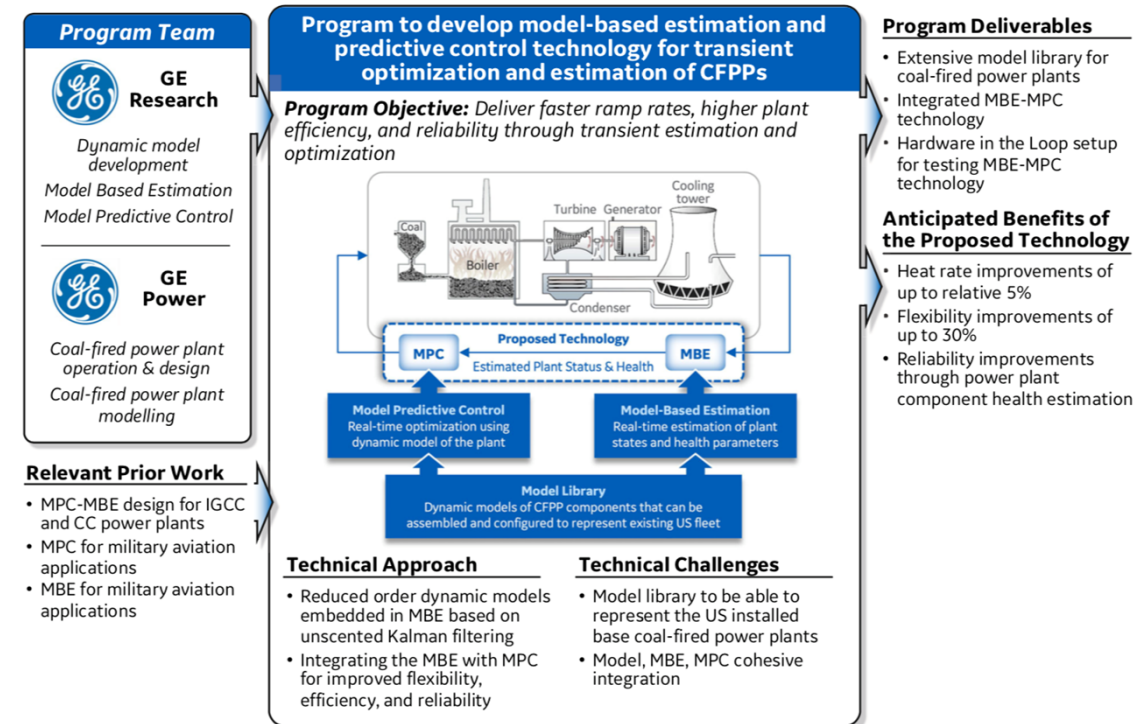 Program Team
GE
Research
Dynamic model
development
Model Based Estimation
Model Predictive Control
GE
Power
Coal-fired power plant
operation & design
Coal-fired power plant
modelling
Relevant Prior Work
• MPC-MBE design for IGCC
and CC power plants
• MPC for military aviation
applications
• MBE for military aviation
applications
Program to develop model-based estimation and
predictive control technology for transient
optimization and estimation of CFPPs
Program Objective: Deliver faster ramp rates, higher plant
efficiency, and reliability through transient estimation and
optimization
Coal
Boiler
Turbine
Generator
Cooling
tower
Condenser
Proposed Technology
MPC
MBE
Estimated Plant Status & Health
Model Predictive Control
Real-time optimization using
dynamic model of the plant
Model-Based Estimation
Real-time estimation of plant
states and health parameters
Model Library
Dynamic models of CFPP components that can be
assembled and configured to represent existing US fleet
Technical Approach
• Reduced order dynamic models
embedded in MBE based on
unscented Kalman filtering
• Integrating the MBE with MPC
for improved flexibility,
efficiency, and reliability
Technical Challenges
• Model library to be able to
represent the US installed
base coal-fired power plants
• Model, MBE, MPC cohesive
integration
Program Deliverables
• Extensive model library for
coal-fired power plants
• Integrated MBE-MPC
technology
• Hardware in the Loop setup
for testing MBE-MPC
technology
Anticipated Benefits of
the Proposed Technology
• Heat rate improvements of
up to relative 5%
• Flexibility improvements of
up to 30%
• Reliability improvements
through power plant
component health estimation